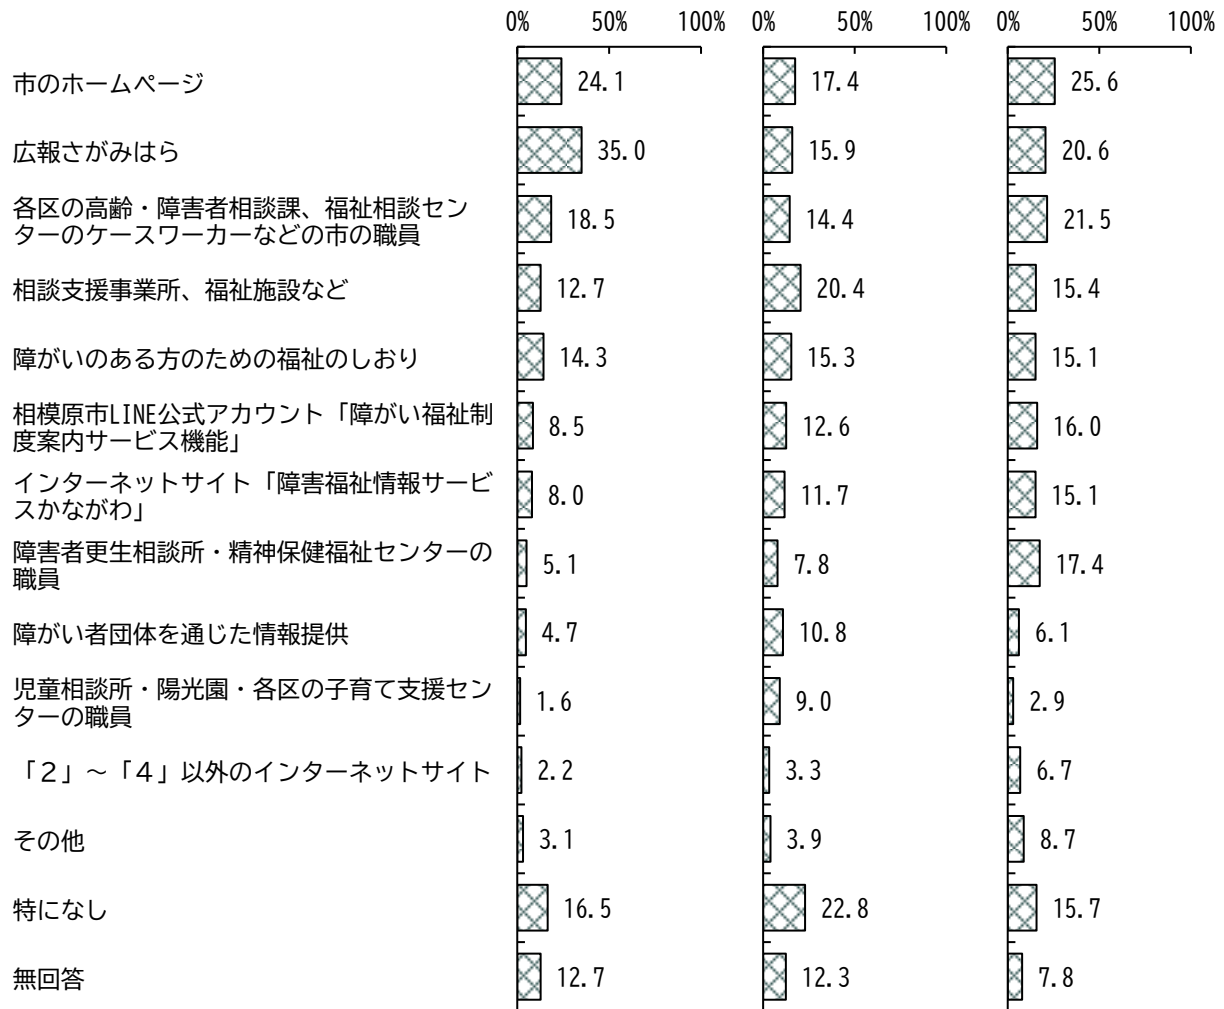 0% 50% 100% 0% 50% 100% 0% 50% 100%
市のホームページ 24.1 17.4 25.6
広報さがみはら 35.0 15.9 20.6
各区の高齢・障害者相談課、福祉相談セン
ターのケースワーカーなどの市の職員 18.5 14.4 21.5
相談支援事業所、福祉施設など 12.7 20.4 15.4
障がいのある方のための福祉のしおり 14.3 15.3 15.1
相模原市LINE公式アカウント「障がい福祉制
度案内サービス機能」 8.5 12.6 16.0
インターネットサイト「障害福祉情報サービ
スかながわ」 8.0 11.7 15.1
障害者更生相談所・精神保健福祉センターの
職員 5.1 7.8 17.4
障がい者団体を通じた情報提供 4.7 10.8 6.1
児童相談所・陽光園・各区の子育て支援セン
ターの職員 1.6 9.0 2.9
「２」～「４」以外のインターネットサイト 2.2 3.3 6.7
その他 3.1 3.9 8.7
特になし 16.5 22.8 15.7
無回答 12.7 12.3 7.8